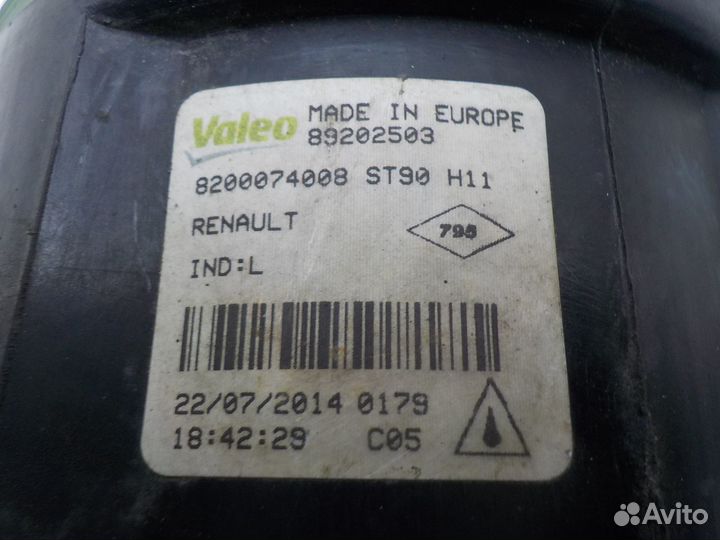 Valeo MADE IN EUROPE
89202503
8200074008 ST90 H11
RENAULT 795
IND:L
22/07/2014 0179
18:42:29 C05
Avito